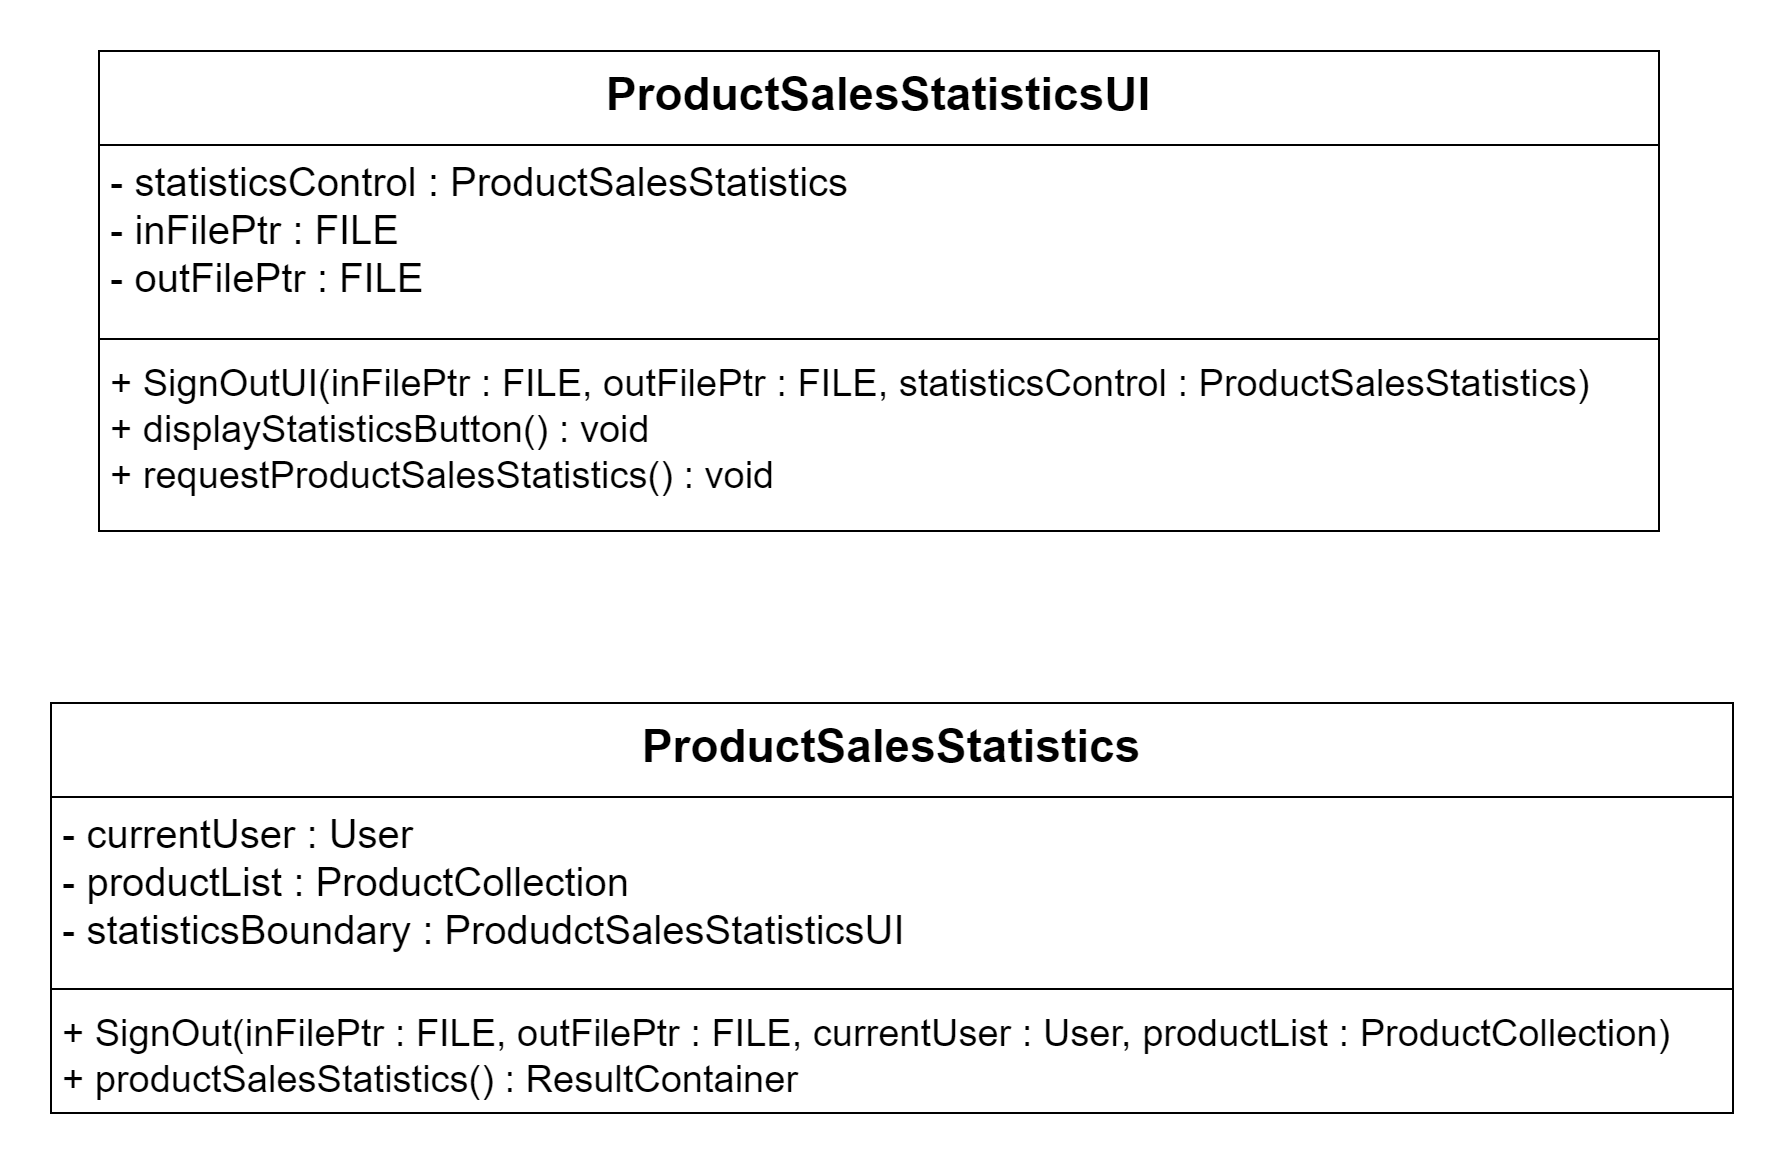 ProductSalesStatisticsUI
- statisticsControl : ProductSalesStatistics
- inFilePtr : FILE
- outFilePtr : FILE
+ SignOutUI(inFilePtr : FILE, outFilePtr : FILE, statisticsControl : ProductSalesStatistics)
+ displayStatisticsButton() : void
+ requestProductSalesStatistics() : void
ProductSalesStatistics
- currentUser : User
- productList : ProductCollection
- statisticsBoundary : ProdudctSalesStatisticsUI
+ SignOut(inFilePtr : FILE, outFilePtr : FILE, currentUser : User, productList : ProductCollection)
+ productSalesStatistics() : ResultContainer